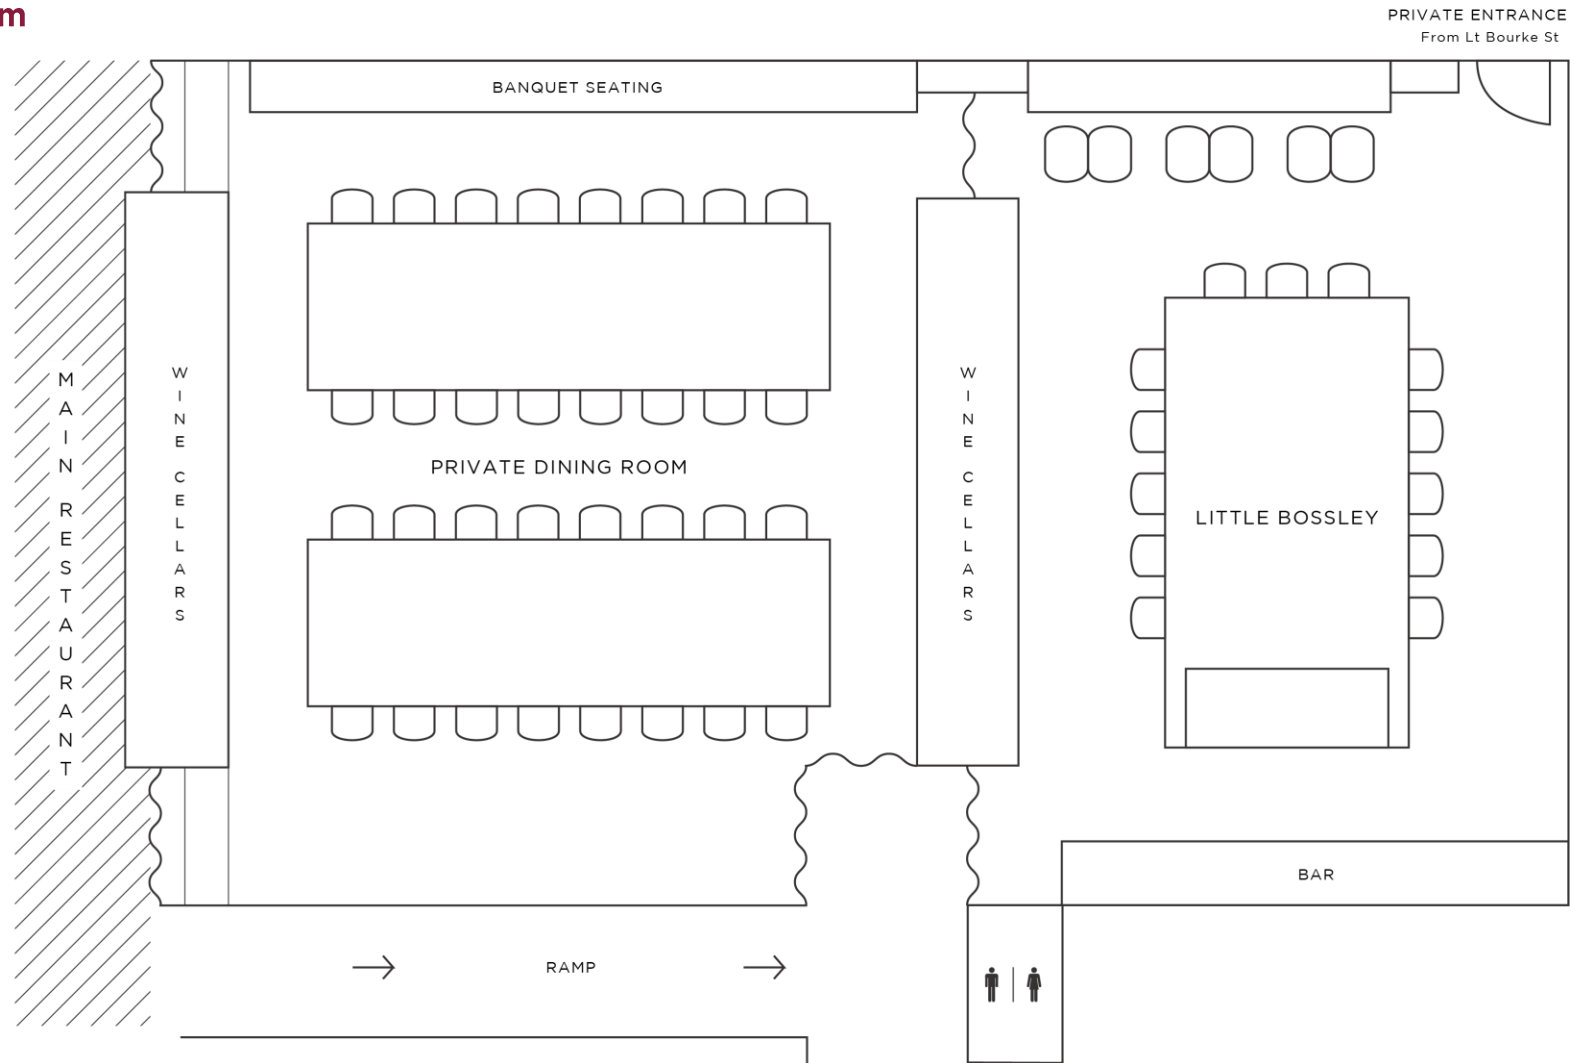 m
PRIVATE ENTRANCE
From Lt Bourke St
BANQUET SEATING
MAIN RESTAURANT
WINE CELLARS
WINE CELLARS
PRIVATE DINING ROOM
LITTLE BOSSLEY
BAR
RAMP